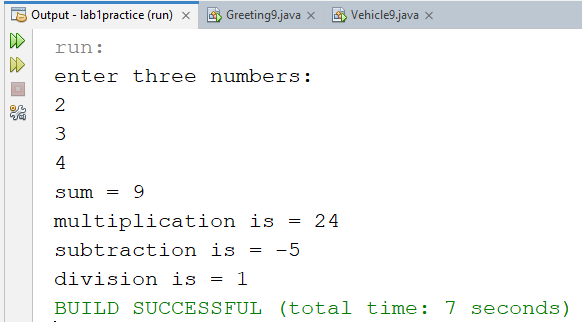 Output - lab1practice (run) × Greeting9.java × Vehicle9.java ×
run:
enter three numbers:
2
3
4
sum = 9
multiplication is = 24
subtraction is = -5
division is = 1
BUILD SUCCESSFUL (total time: 7 seconds)